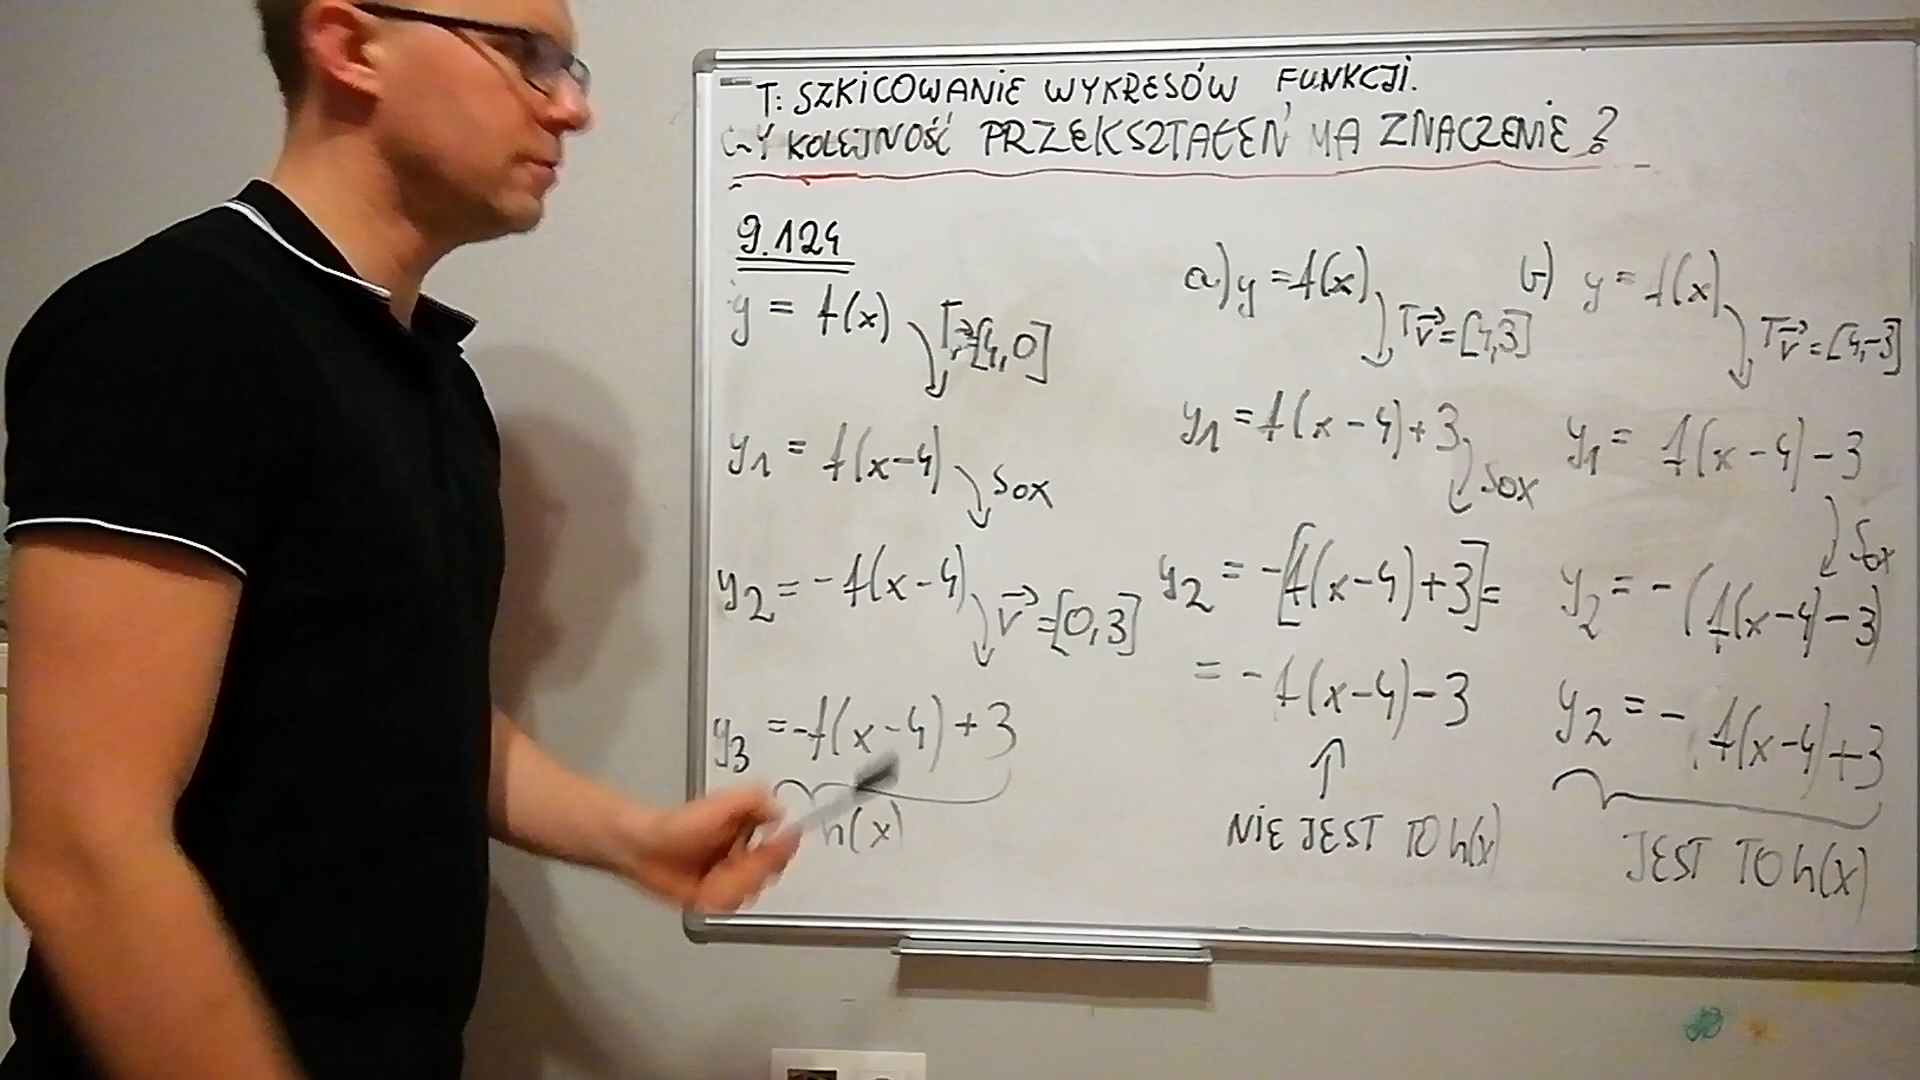 T: SZKICOWANIE WYKRESÓW FUNKCJI.
CZY KOLEJNOŚĆ PRZEKSZTAŁEŃ MA ZNACZENIE?
9.124
y = f(x)
T v→=[4,0]
y1 = f(x-4)
SOX
y2 = -f(x-4)
v→=[0,3]
y3 = -f(x-4)+3
h(x)
a) y = f(x)
T v→=[4,3]
y1 = f(x-4)+3
SOX
y2 = -[f(x-4)+3]=
= -f(x-4)-3
↑
NIE JEST TO h(x)
b) y = f(x)
T v→=[4,-3]
y1 = f(x-4)-3
SOX
y2 = -(f(x-4)-3)
y2 = -f(x-4)+3
JEST TO h(x)